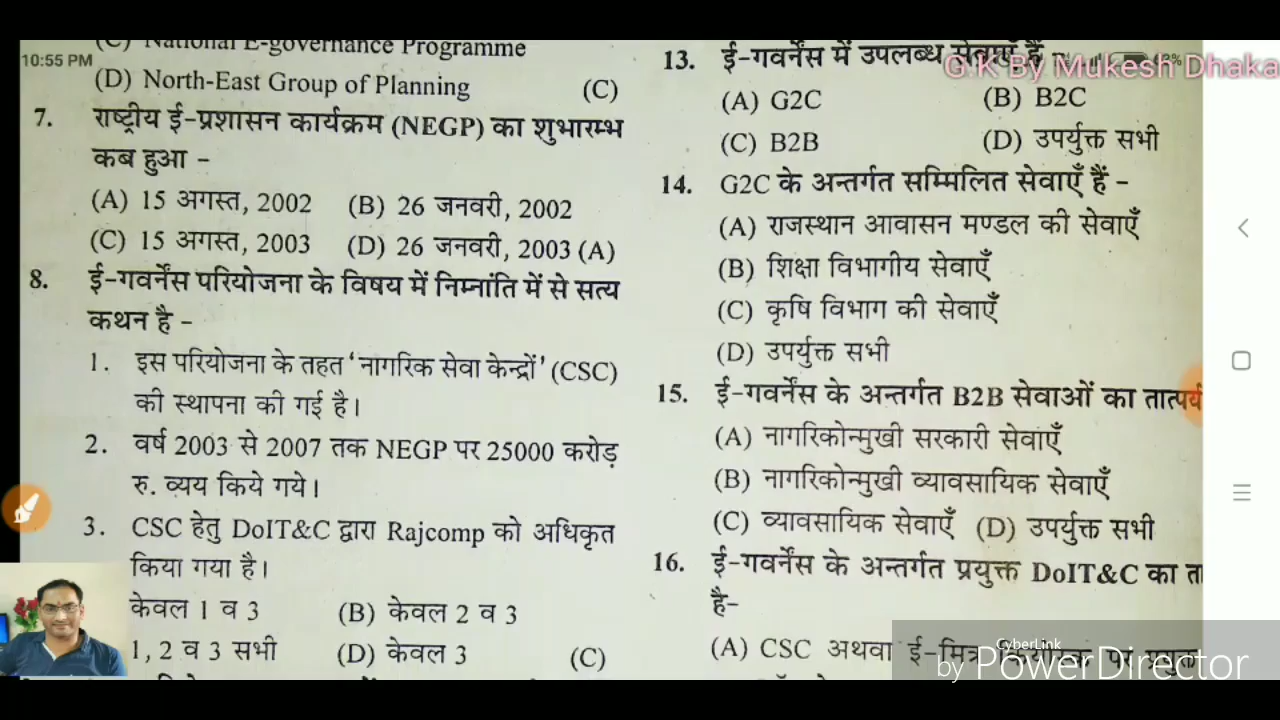 10:55 PM
(C) National E-governance Programme
(D) North-East Group of Planning (C)
7. राष्ट्रीय ई-प्रशासन कार्यक्रम (NEGP) का शुभारम्भ
कब हुआ -
(A) 15 अगस्त, 2002 (B) 26 जनवरी, 2002
(C) 15 अगस्त, 2003 (D) 26 जनवरी, 2003 (A)
8. ई-गवर्नेंस परियोजना के विषय में निम्नांति में से सत्य
कथन है -
1. इस परियोजना के तहत ‘नागरिक सेवा केन्द्रों’ (CSC)
की स्थापना की गई है।
2. वर्ष 2003 से 2007 तक NEGP पर 25000 करोड़
रु. व्यय किये गये।
3. CSC हेतु DoIT&C द्वारा Rajcomp को अधिकृत
किया गया है।
केवल 1 व 3 (B) केवल 2 व 3
1, 2 व 3 सभी (D) केवल 3 (C)
G.K By Mukesh Dhaka
13. ई-गवर्नेंस में उपलब्ध सेवाएँ हैं -
(A) G2C (B) B2C
(C) B2B (D) उपर्युक्त सभी
14. G2C के अन्तर्गत सम्मिलित सेवाएँ हैं -
(A) राजस्थान आवासन मण्डल की सेवाएँ
(B) शिक्षा विभागीय सेवाएँ
(C) कृषि विभाग की सेवाएँ
(D) उपर्युक्त सभी
15. ई-गवर्नेंस के अन्तर्गत B2B सेवाओं का तात्पर्य
(A) नागरिकोन्मुखी सरकारी सेवाएँ
(B) नागरिकोन्मुखी व्यावसायिक सेवाएँ
(C) व्यावसायिक सेवाएँ (D) उपर्युक्त सभी
16. ई-गवर्नेंस के अन्तर्गत प्रयुक्त DoIT&C का ता
है-
(A) CSC अथवा ई-मित्र कियोस्क पर प्रयुक्त
CyberLink
by PowerDirector